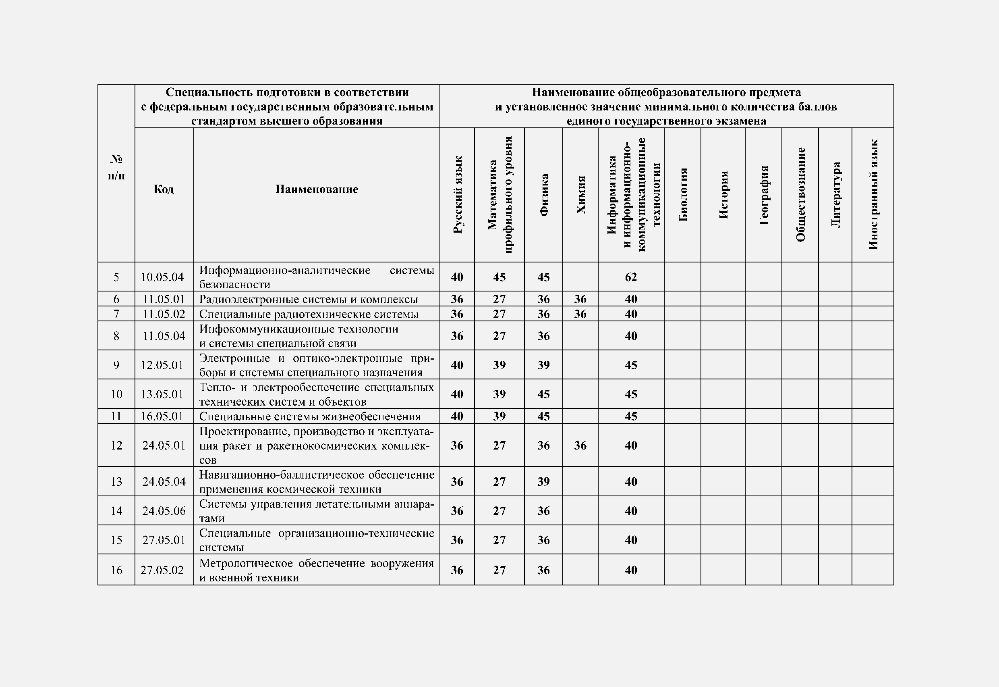 №
п/п
Специальность подготовки в соответствии
с федеральным государственным образовательным
стандартом высшего образования
Наименование общеобразовательного предмета
и установленное значение минимального количества баллов
единого государственного экзамена
Код
Наименование
Русский язык
Математика
профильного уровня
Физика
Химия
Информатика
и информационно-
коммуникационные
технологии
Биология
История
География
Обществознание
Литература
Иностранный язык
5 10.05.04 Информационно-аналитические системы
безопасности
40 45 45 62
6 11.05.01 Радиоэлектронные системы и комплексы 36 27 36 36 40
7 11.05.02 Специальные радиотехнические системы 36 27 36 36 40
8 11.05.04 Инфокоммуникационные технологии
и системы специальной связи
36 27 36 40
9 12.05.01 Электронные и оптико-электронные при-
боры и системы специального назначения
40 39 39 45
10 13.05.01 Тепло- и электрообеспечение специальных
технических систем и объектов
40 39 45 45
11 16.05.01 Специальные системы жизнеобеспечения 40 39 45 45
12 24.05.01 Проектирование, производство и эксплуата-
ция ракет и ракетно-космических комплек-
сов
36 27 36 36 40
13 24.05.04 Навигационно-баллистическое обеспечение
применения космической техники
36 27 39 40
14 24.05.06 Системы управления летательными аппара-
тами
36 27 36 40
15 27.05.01 Специальные организационно-технические
системы
36 27 36 40
16 27.05.02 Метрологическое обеспечение вооружения
и военной техники
36 27 36 40